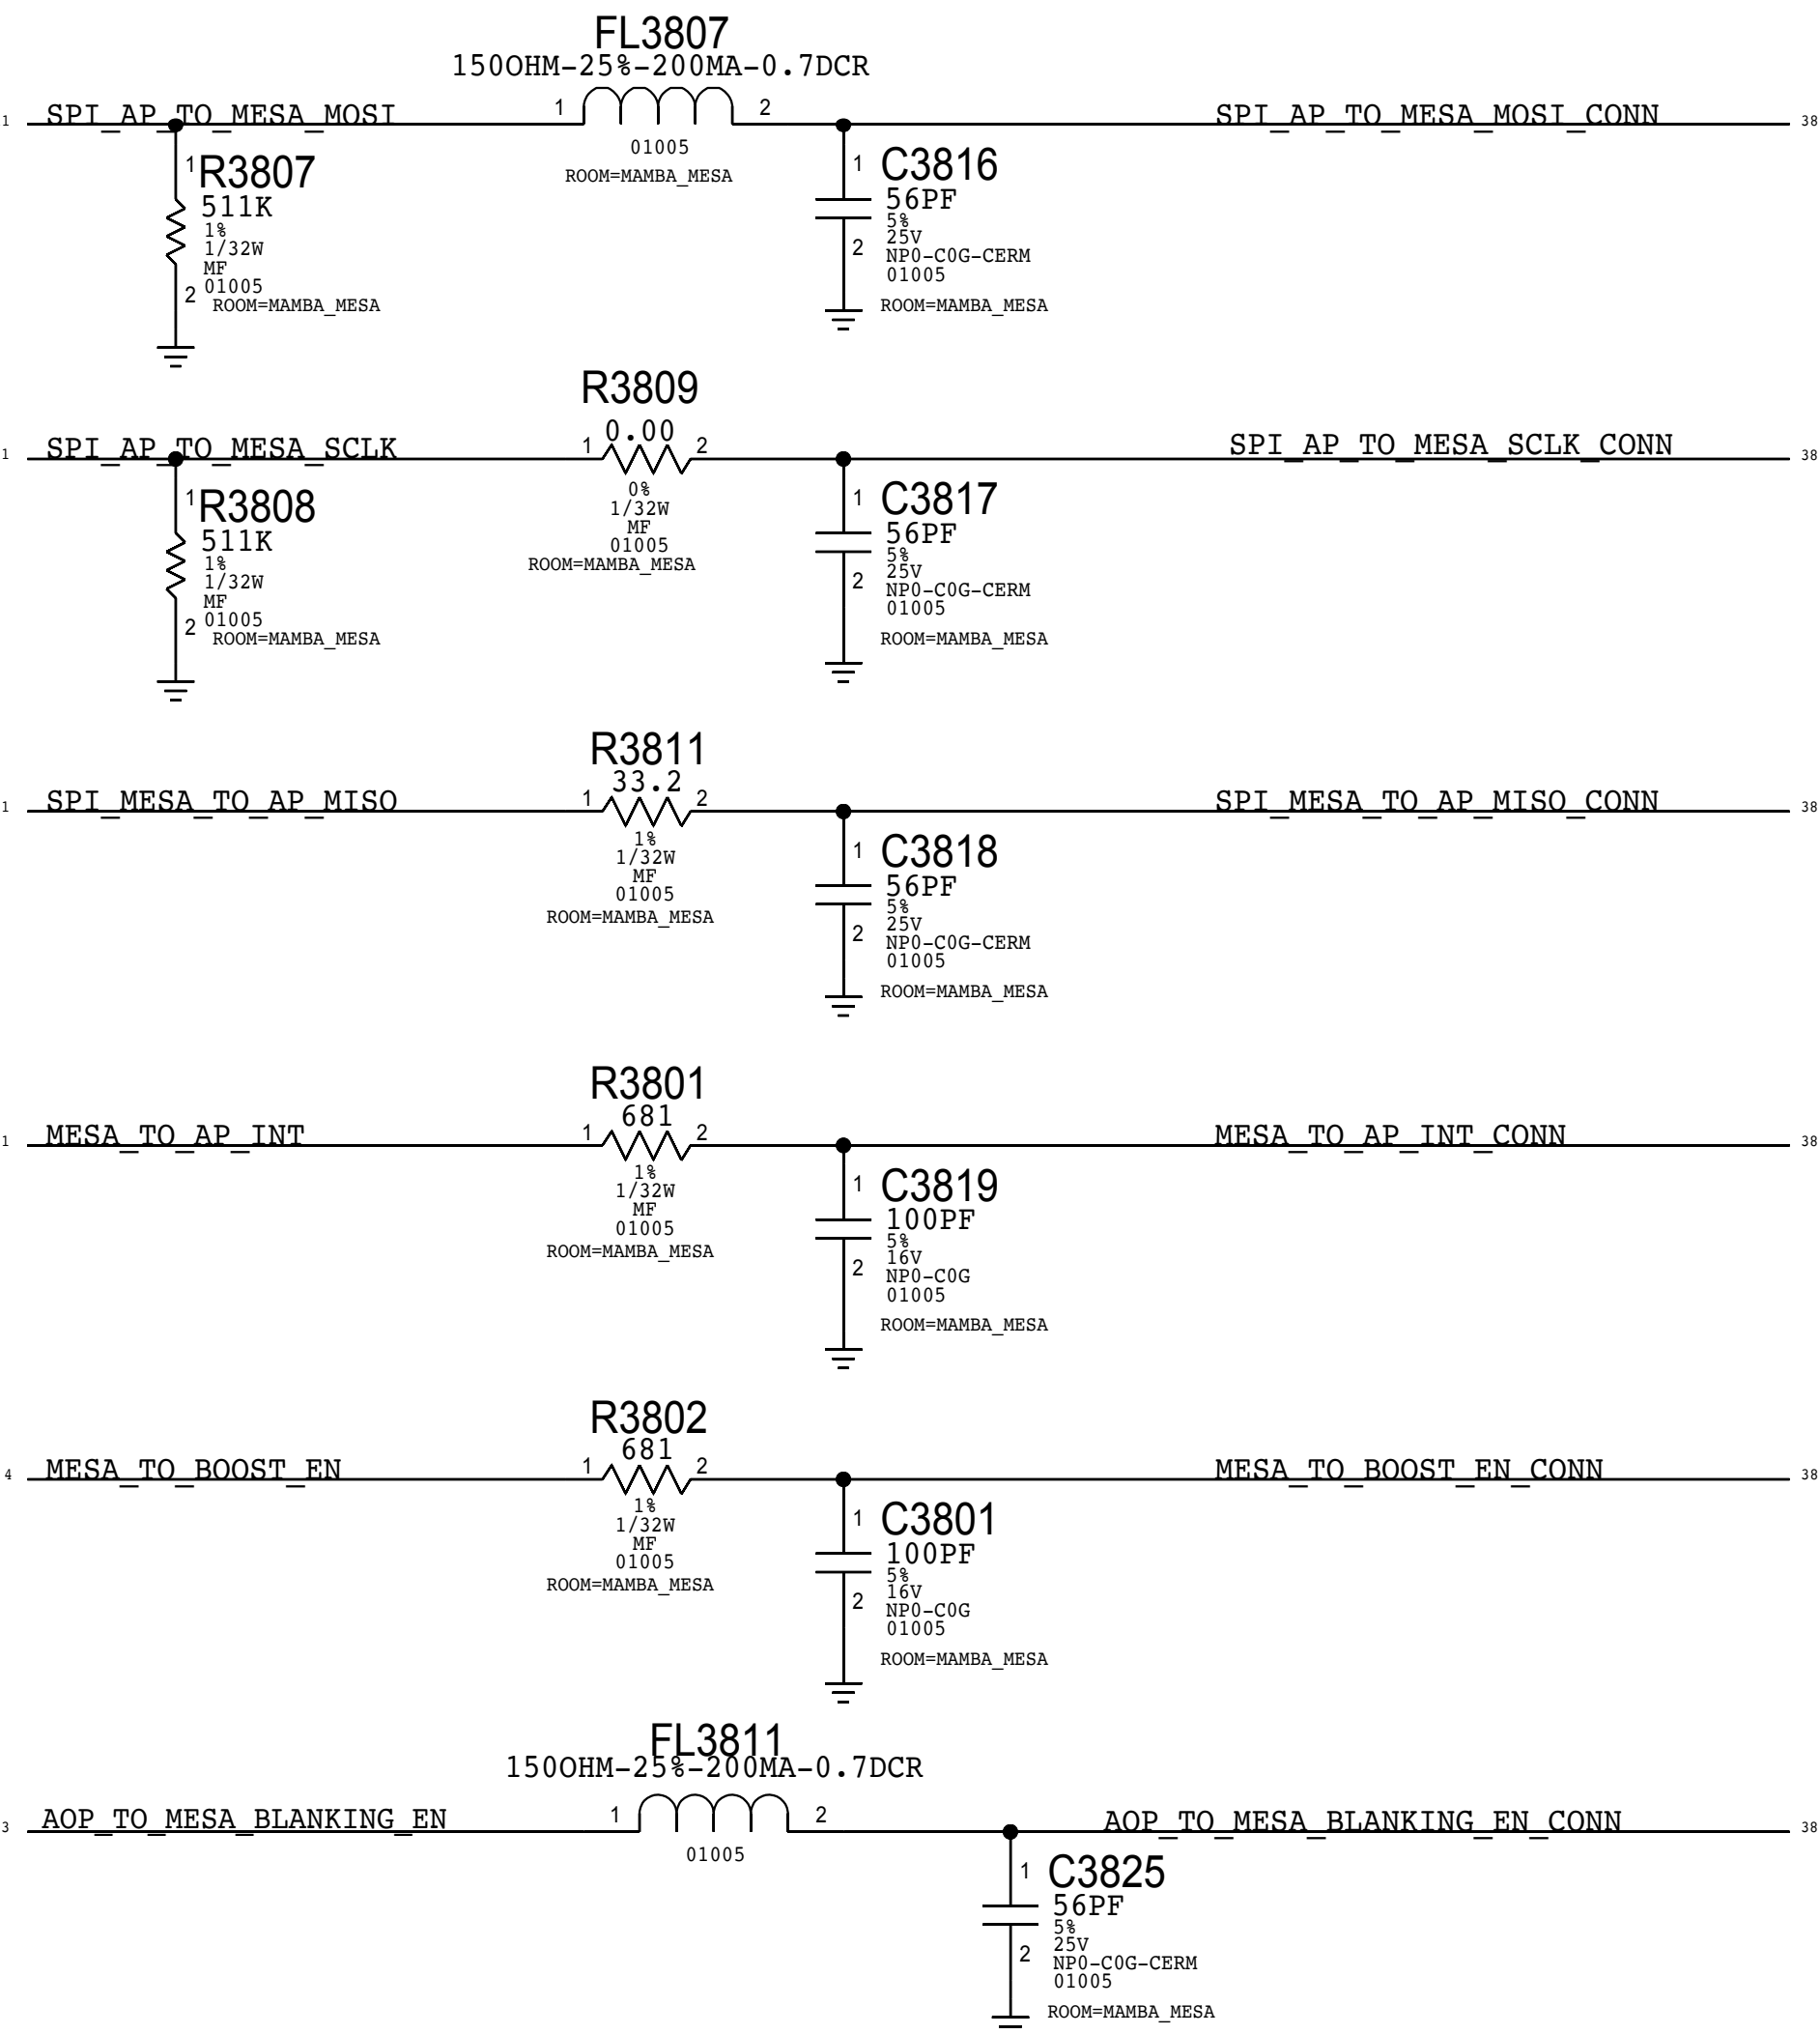 FL3807
150OHM-25%-200MA-0.7DCR
1 SPI_AP_TO_MESA_MOSI 1 2 SPI_AP_TO_MESA_MOSI_CONN 38
01005
ROOM=MAMBA_MESA
1 R3807
511K
1%
1/32W
MF
01005
2
ROOM=MAMBA_MESA
1 C3816
56PF
5%
25V
2 NP0-C0G-CERM
01005
ROOM=MAMBA_MESA
R3809
0.00
1 SPI_AP_TO_MESA_SCLK 1 2 SPI_AP_TO_MESA_SCLK_CONN 38
0%
1/32W
MF
01005
ROOM=MAMBA_MESA
1 R3808
511K
1%
1/32W
MF
01005
2
ROOM=MAMBA_MESA
1 C3817
56PF
5%
25V
2 NP0-C0G-CERM
01005
ROOM=MAMBA_MESA
R3811
33.2
1 SPI_MESA_TO_AP_MISO 1 2 SPI_MESA_TO_AP_MISO_CONN 38
1%
1/32W
MF
01005
ROOM=MAMBA_MESA
1 C3818
56PF
5%
25V
2 NP0-C0G-CERM
01005
ROOM=MAMBA_MESA
R3801
681
1 MESA_TO_AP_INT 1 2 MESA_TO_AP_INT_CONN 38
1%
1/32W
MF
01005
ROOM=MAMBA_MESA
1 C3819
100PF
5%
16V
2 NP0-C0G
01005
ROOM=MAMBA_MESA
R3802
681
4 MESA_TO_BOOST_EN 1 2 MESA_TO_BOOST_EN_CONN 38
1%
1/32W
MF
01005
ROOM=MAMBA_MESA
1 C3801
100PF
5%
16V
2 NP0-C0G
01005
ROOM=MAMBA_MESA
FL3811
150OHM-25%-200MA-0.7DCR
3 AOP_TO_MESA_BLANKING_EN 1 2 AOP_TO_MESA_BLANKING_EN_CONN 38
01005
1 C3825
56PF
5%
25V
2 NP0-C0G-CERM
01005
ROOM=MAMBA_MESA